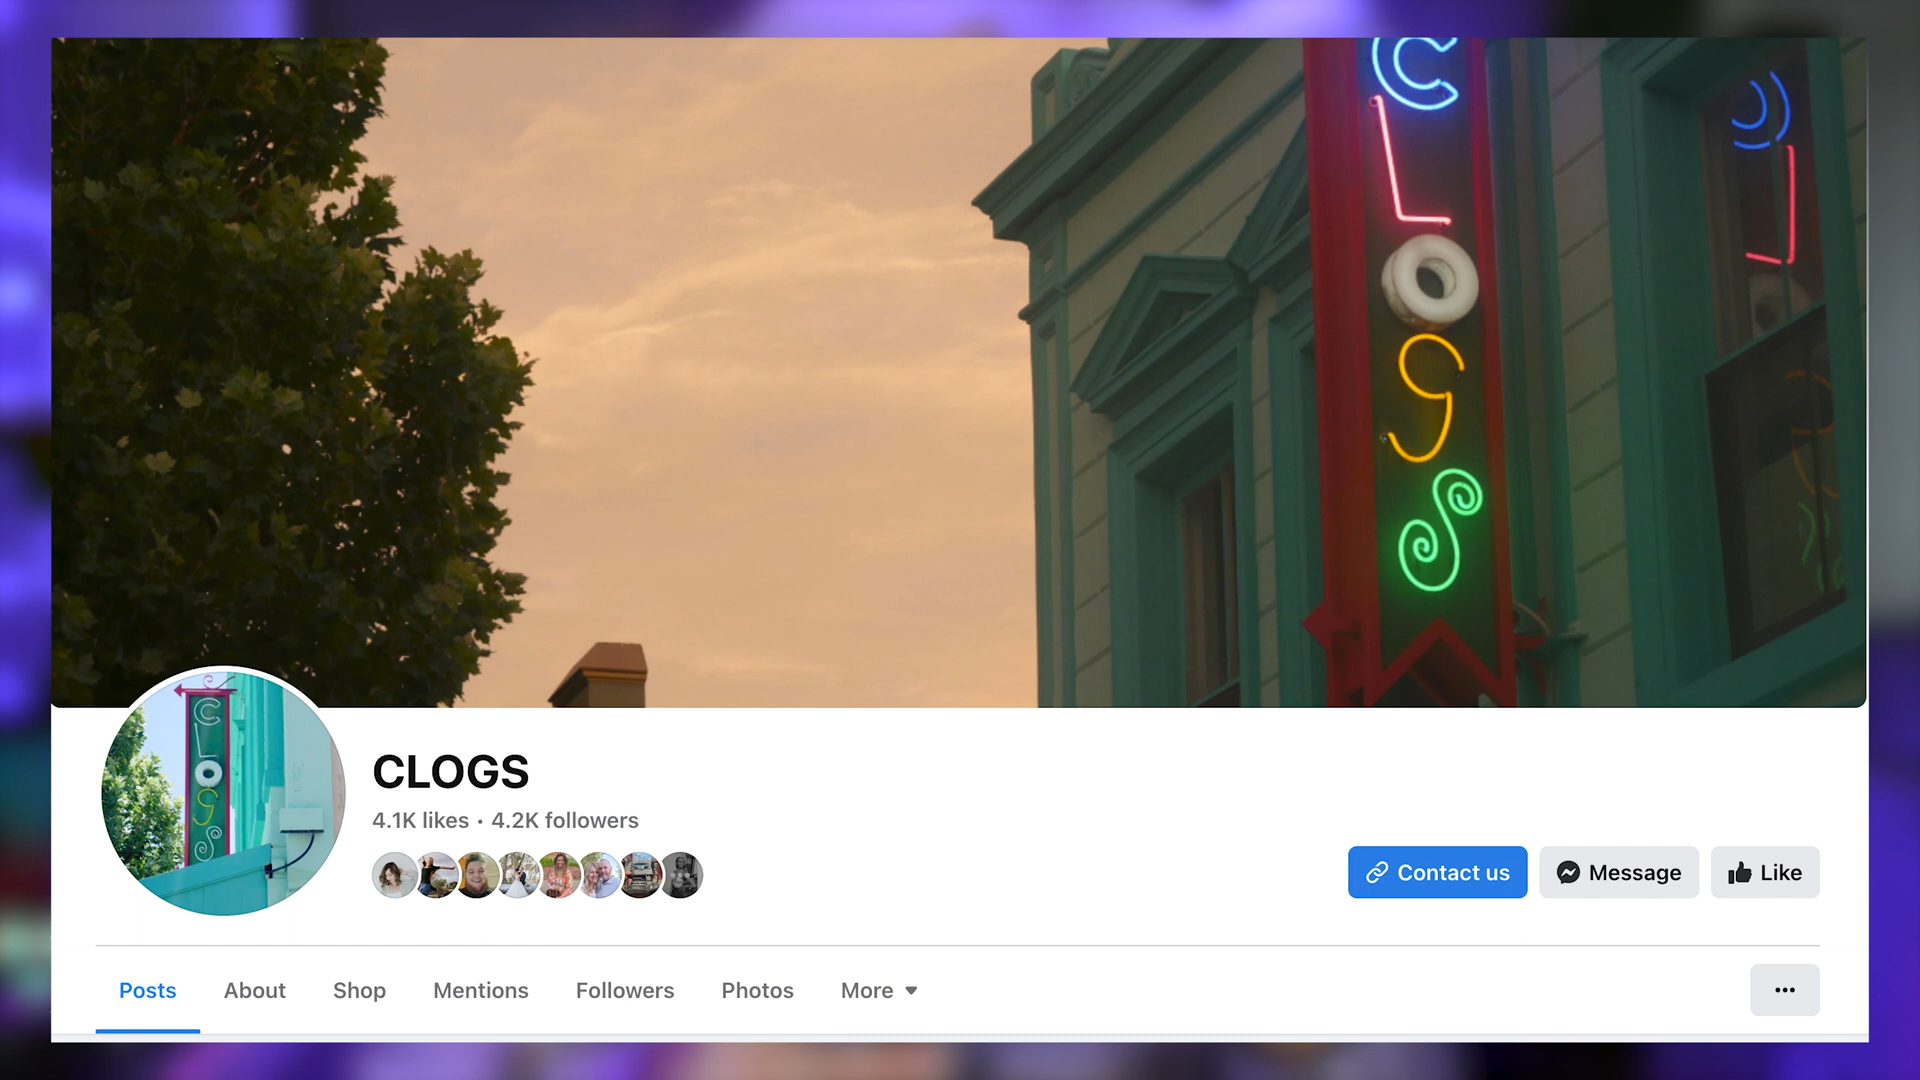 C
L
O
G
S
C
L
O
G
S
CLOGS
4.1K likes • 4.2K followers
Contact us
Message
Like
Posts
About
Shop
Mentions
Followers
Photos
More